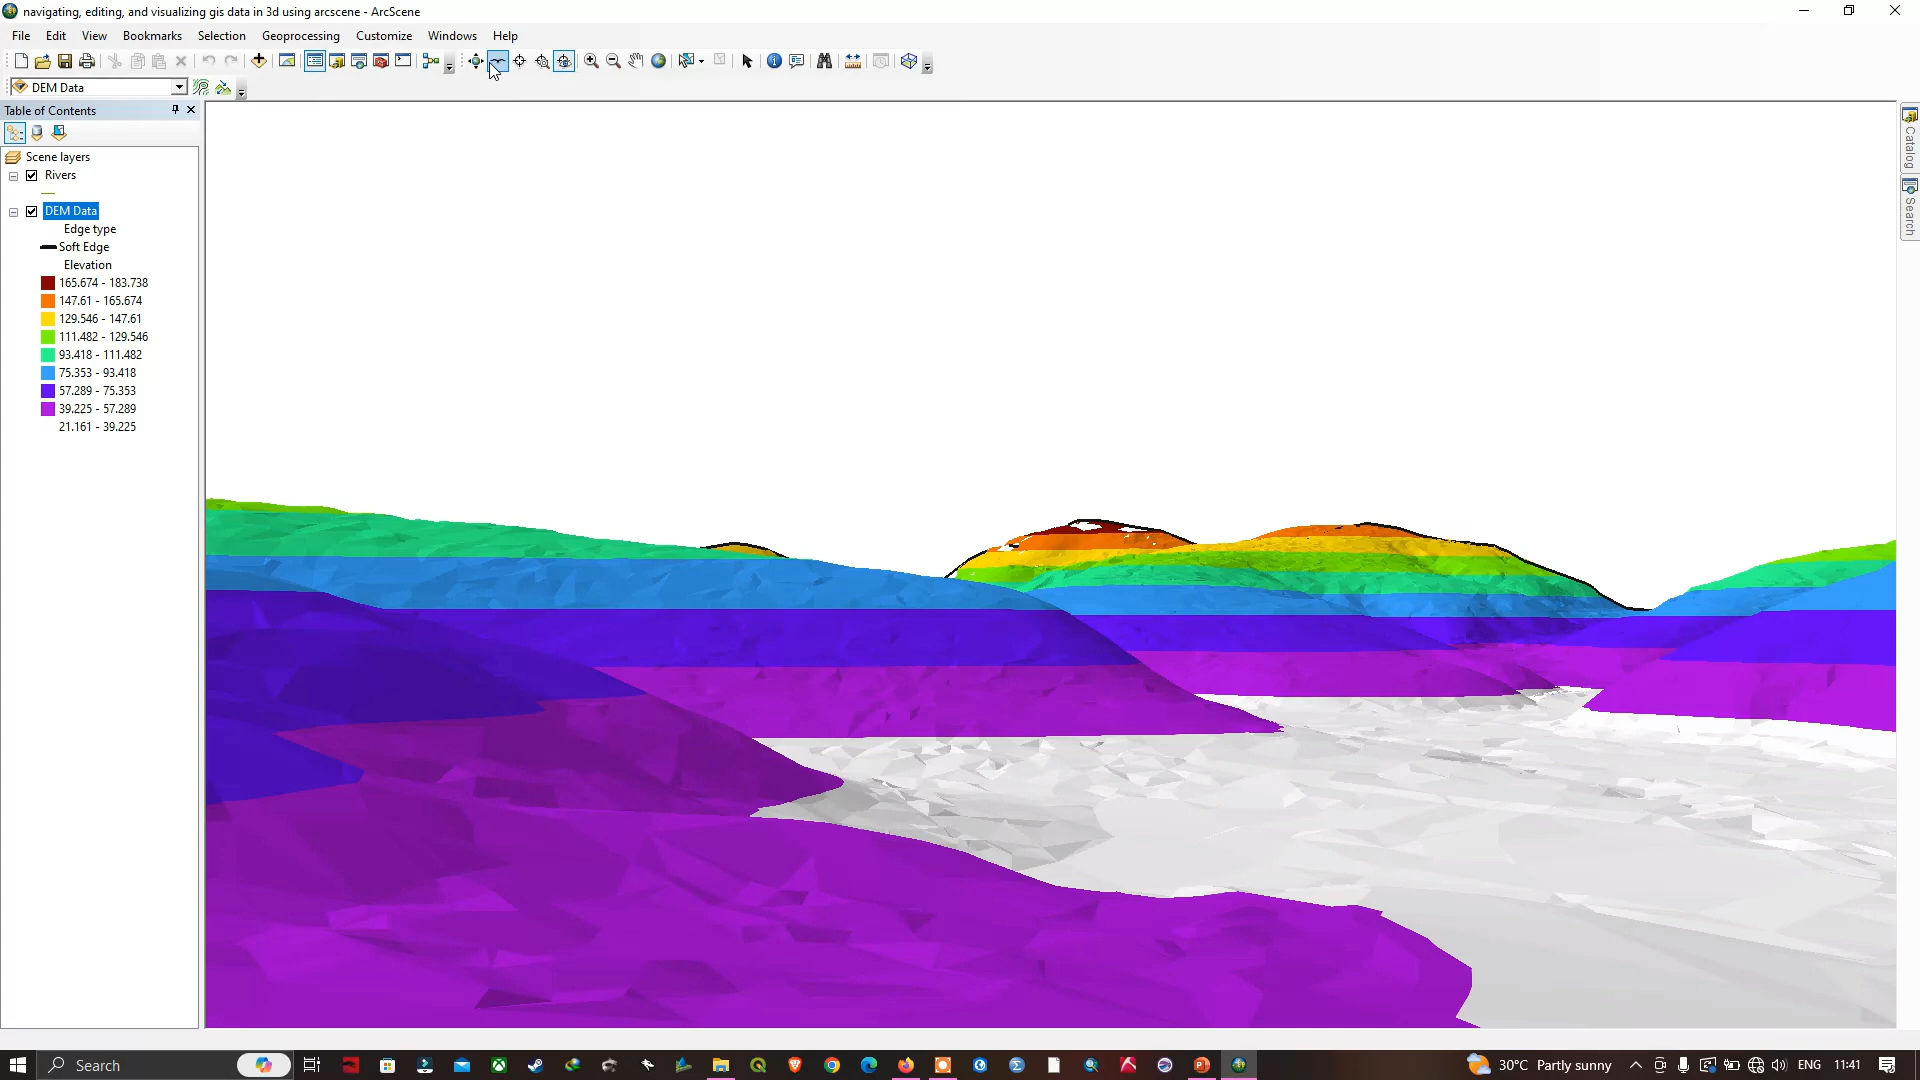 navigating, editing, and visualizing gis data in 3d using arcscene - ArcScene
File Edit View Bookmarks Selection Geoprocessing Customize Windows Help
DEM Data
Table of Contents
Scene layers
Rivers
DEM Data
Edge type
Soft Edge
Elevation
165.674 - 183.738
147.61 - 165.674
129.546 - 147.61
111.482 - 129.546
93.418 - 111.482
75.353 - 93.418
57.289 - 75.353
39.225 - 57.289
21.161 - 39.225
Catalog
Search
Search
30°C Partly sunny
ENG
11:41